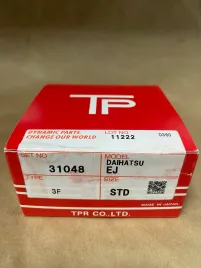 TP
DYNAMIC PARTS
CHANGE OUR WORLD
LOT NO
11222
SET NO
31048
MODEL
DAIHATSU
EJ
TYPE
3F
SIZE
STD
MADE IN JAPAN
TPR CO.,LTD.